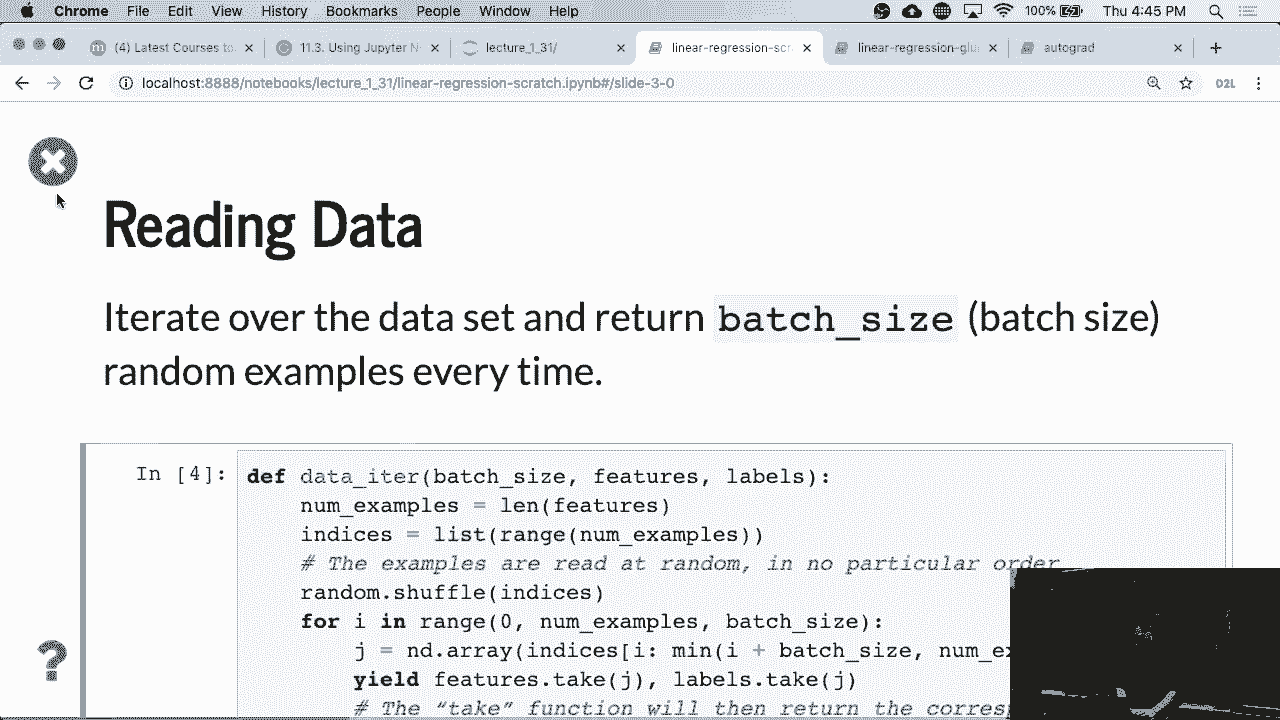 Chrome File Edit View History Bookmarks People Window Help 100% Thu 4:45 PM
(4) Latest Courses to 11.3. Using Jupyter N lecture_1_31/ linear-regression-scr linear-regression-glu autograd
localhost:8888/notebooks/lecture_1_31/linear-regression-scratch.ipynb#/slide-3-0 D2L
Reading Data
Iterate over the data set and return batch_size (batch size)
random examples every time.
In [4]: def data_iter(batch_size, features, labels):
num_examples = len(features)
indices = list(range(num_examples))
# The examples are read at random, in no particular order
random.shuffle(indices)
for i in range(0, num_examples, batch_size):
j = nd.array(indices[i: min(i + batch_size, num_ex
yield features.take(j), labels.take(j)
# The “take” function will then return the corres
?